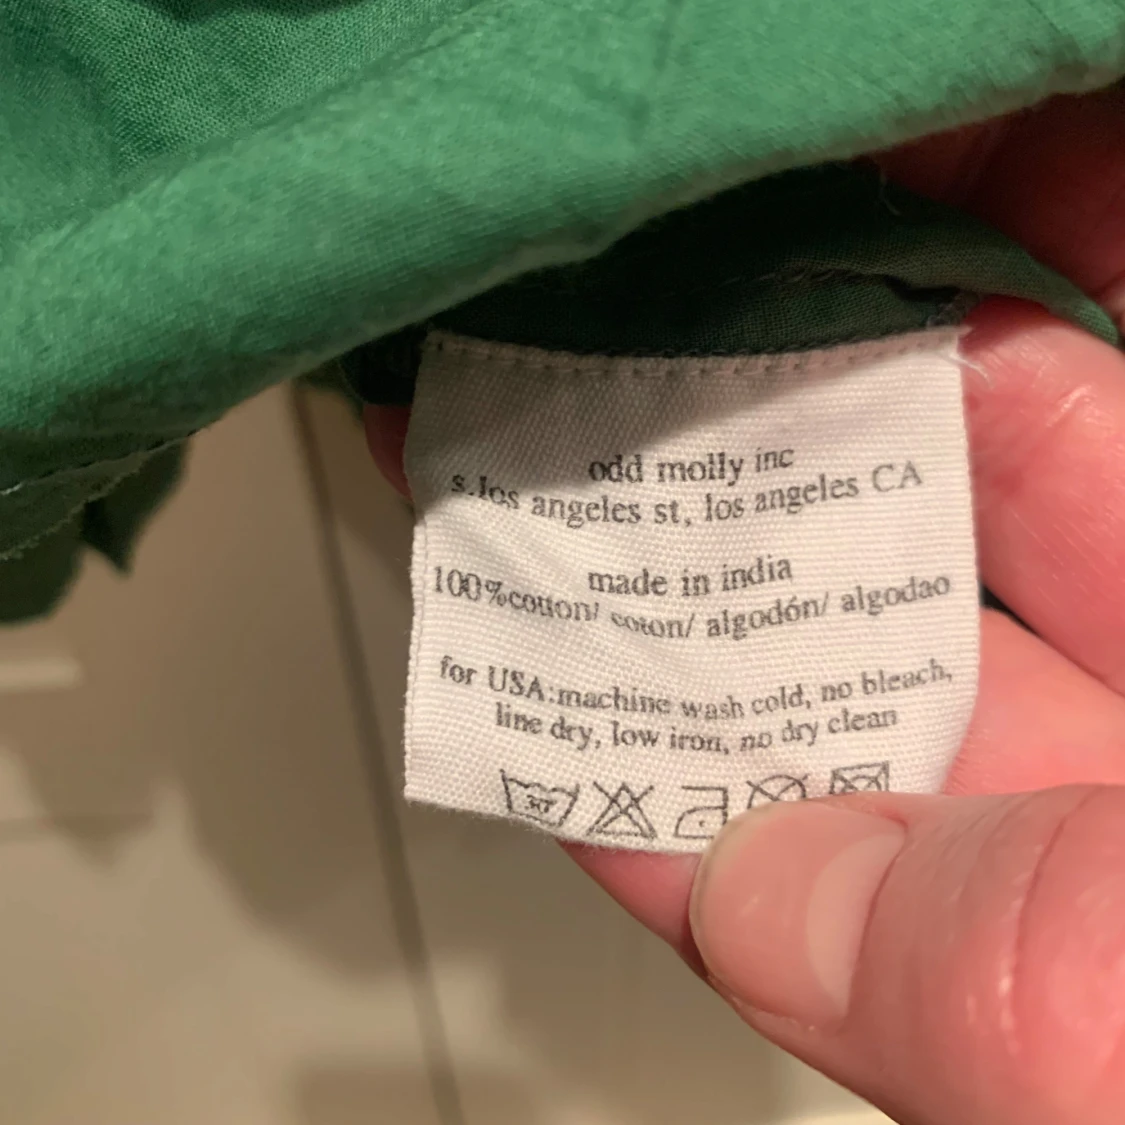 odd molly inc
s.los angeles st, los angeles CA
made in india
100%cotton/ coton/ algodón/ algodao
for USA:machine wash cold, no bleach,
line dry, low iron, no dry clean
30°